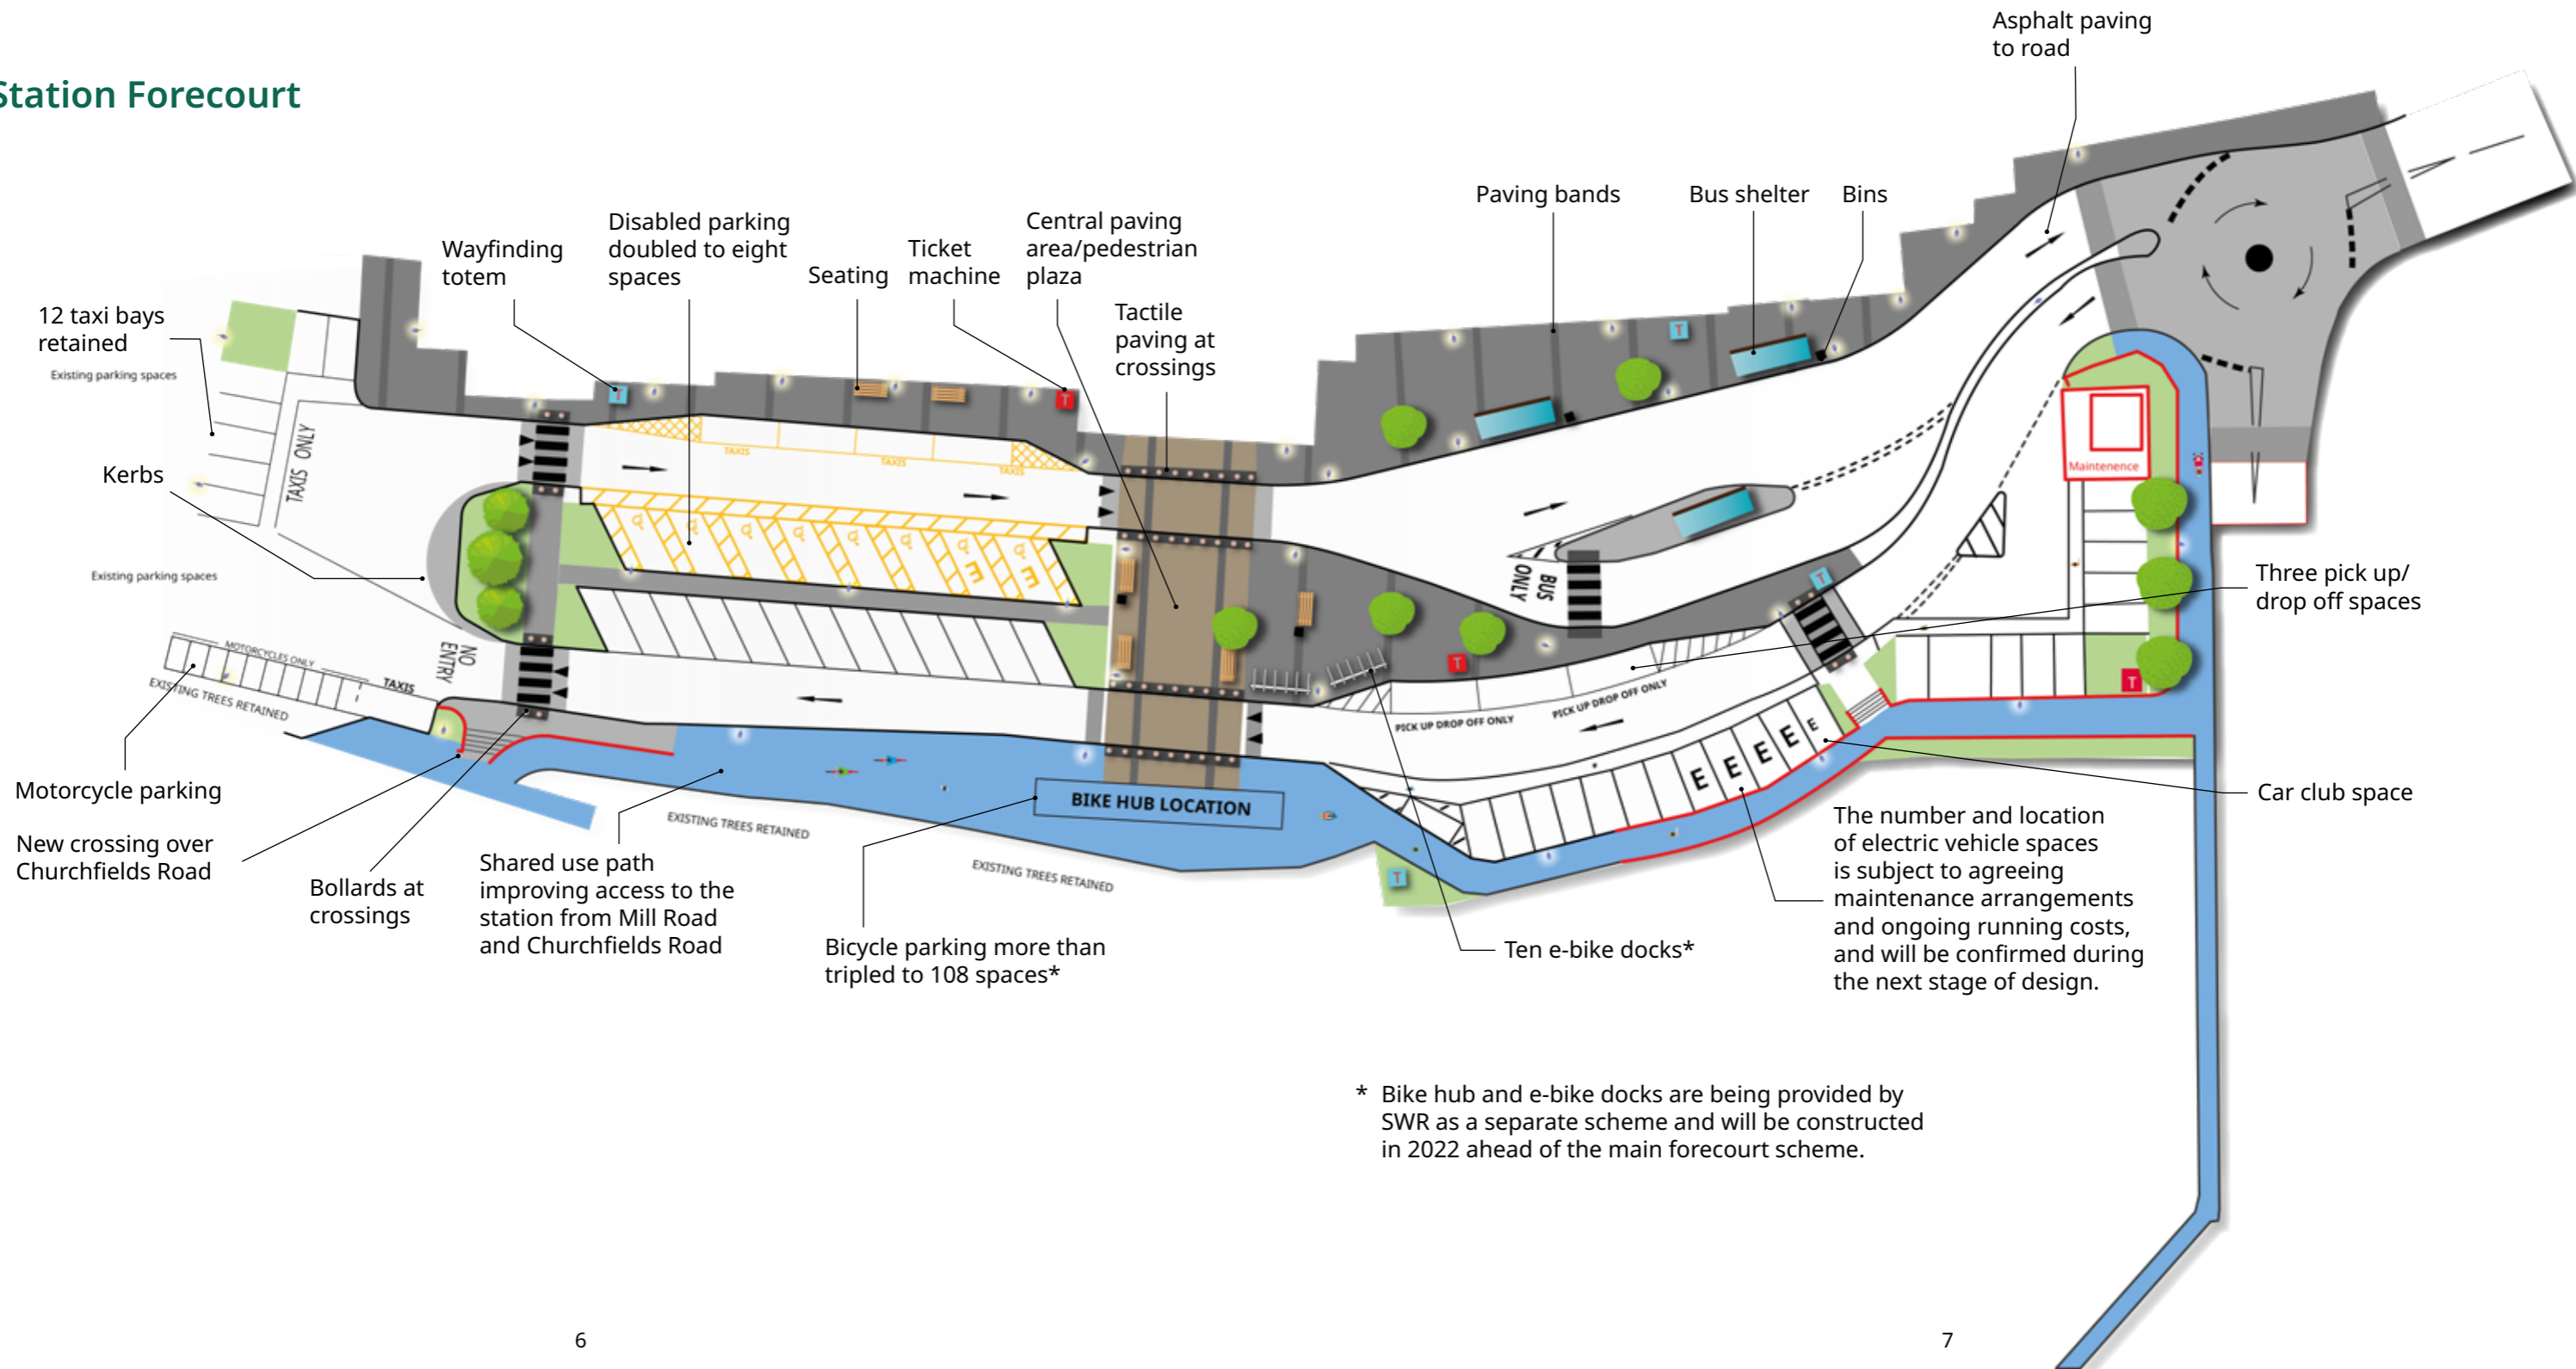 Station Forecourt
Asphalt paving
to road
Paving bands
Bus shelter
Bins
Wayfinding
totem
Disabled parking
doubled to eight
spaces
Seating
Ticket
machine
Central paving
area/pedestrian
plaza
Tactile
paving at
crossings
12 taxi bays
retained
Existing parking spaces
TAXIS ONLY
Kerbs
Existing parking spaces
TAXIS
TAXIS
TAXIS
T
T
T
T
T
T
T
E
E
BUS
ONLY
Maintenence
Three pick up/
drop off spaces
NO
ENTRY
MOTORCYCLES ONLY
TAXIS
EXISTING TREES RETAINED
PICK UP DROP OFF ONLY
PICK UP DROP OFF ONLY
E
E
E
E
E
Motorcycle parking
New crossing over
Churchfields Road
Bollards at
crossings
Shared use path
improving access to the
station from Mill Road
and Churchfields Road
EXISTING TREES RETAINED
BIKE HUB LOCATION
EXISTING TREES RETAINED
Bicycle parking more than
tripled to 108 spaces*
Ten e-bike docks*
Car club space
The number and location
of electric vehicle spaces
is subject to agreeing
maintenance arrangements
and ongoing running costs,
and will be confirmed during
the next stage of design.
* Bike hub and e-bike docks are being provided by
SWR as a separate scheme and will be constructed
in 2022 ahead of the main forecourt scheme.
6
7